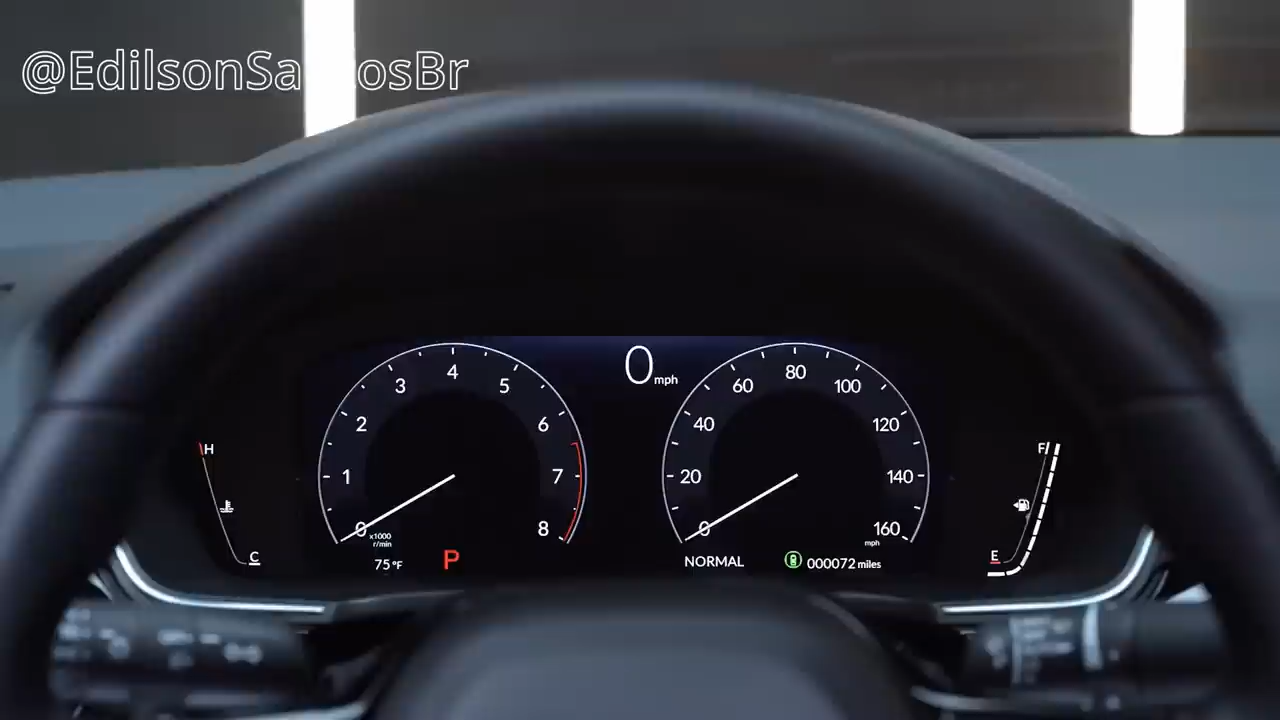 @EdilsonSa osBr
0 mph
0 1 2 3 4 5 6 7 8
x1000
r/min
0 20 40 60 80 100 120 140 160
mph
H
C
F
E
75 °F
P
NORMAL
000072 miles